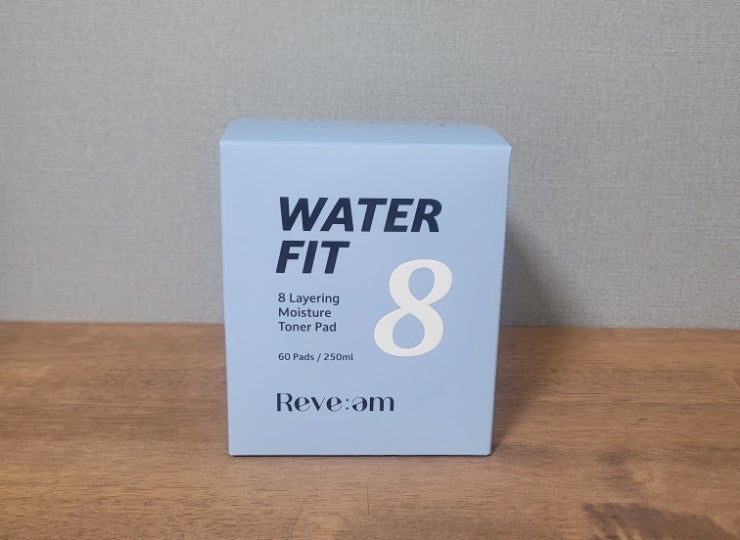 WATER
FIT
8
8 Layering
Moisture
Toner Pad
60 Pads / 250ml
Reve:am